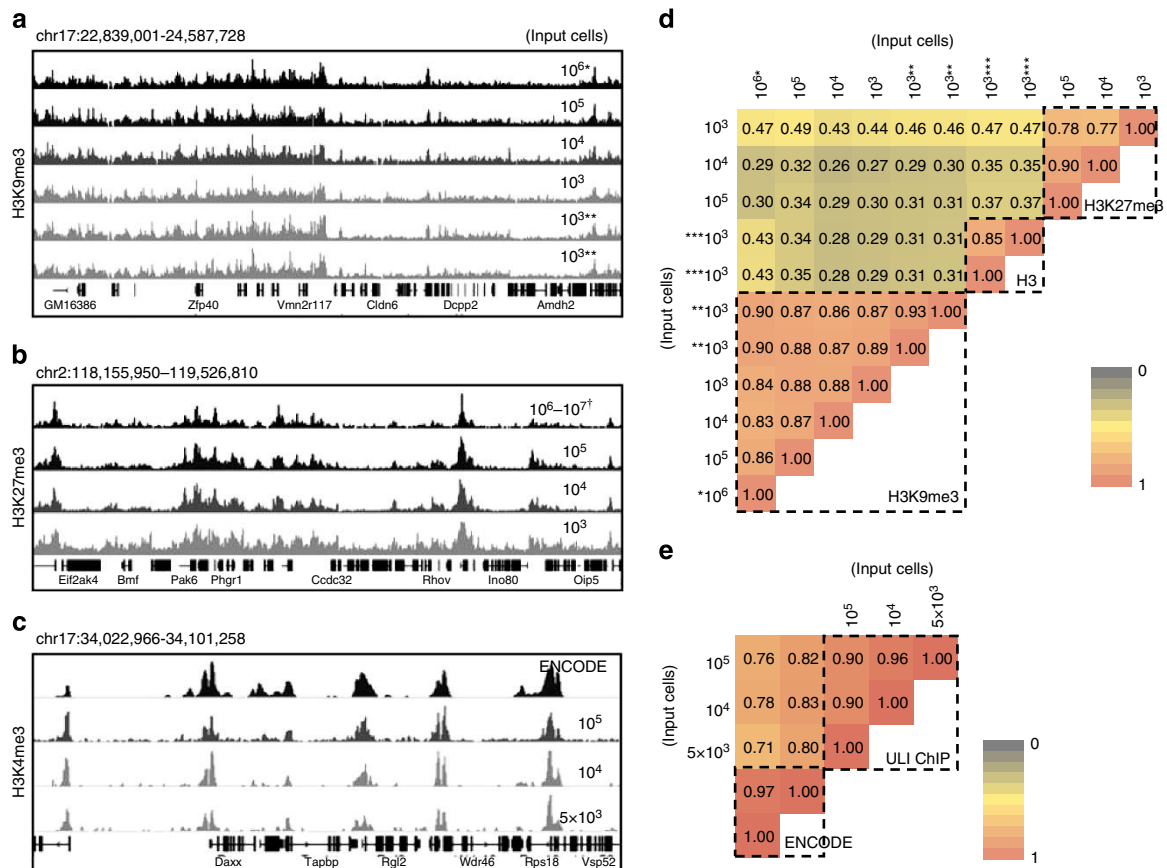 a
chr17:22,839,001-24,587,728 (Input cells)
H3K9me3
10⁶*
10⁵
10⁴
10³
10³**
10³**
GM16386 Zfp40 Vmn2r117 Cldn6 Dcpp2 Amdh2
b
chr2:118,155,950–119,526,810
H3K27me3
10⁶–10⁷†
10⁵
10⁴
10³
Eif2ak4 Bmf Pak6 Phgr1 Ccdc32 Rhov Ino80 Oip5
c
chr17:34,022,966-34,101,258
H3K4me3
ENCODE
10⁵
10⁴
5×10³
Daxx Tapbp Rgl2 Wdr46 Rps18 Vsp52
d
(Input cells)
10⁶* 10⁵ 10⁴ 10³ 10³** 10³** 10³*** 10³*** 10⁵ 10⁴ 10³
(Input cells)
10³ 0.47 0.49 0.43 0.44 0.46 0.46 0.47 0.47 0.78 0.77 1.00
10⁴ 0.29 0.32 0.26 0.27 0.29 0.30 0.35 0.35 0.90 1.00
10⁵ 0.30 0.34 0.29 0.30 0.31 0.31 0.37 0.37 1.00 H3K27me3
***10³ 0.43 0.34 0.28 0.29 0.31 0.31 0.85 1.00
***10³ 0.43 0.35 0.28 0.29 0.31 0.31 1.00 H3
**10³ 0.90 0.87 0.86 0.87 0.93 1.00
**10³ 0.90 0.88 0.87 0.89 1.00
10³ 0.84 0.88 0.88 1.00
10⁴ 0.83 0.87 1.00
10⁵ 0.86 1.00
*10⁶ 1.00 H3K9me3
0
1
e
(Input cells)
10⁵ 10⁴ 5×10³
(Input cells)
10⁵ 0.76 0.82 0.90 0.96 1.00
10⁴ 0.78 0.83 0.90 1.00
5×10³ 0.71 0.80 1.00 ULI ChIP
0.97 1.00
1.00 ENCODE
0
1